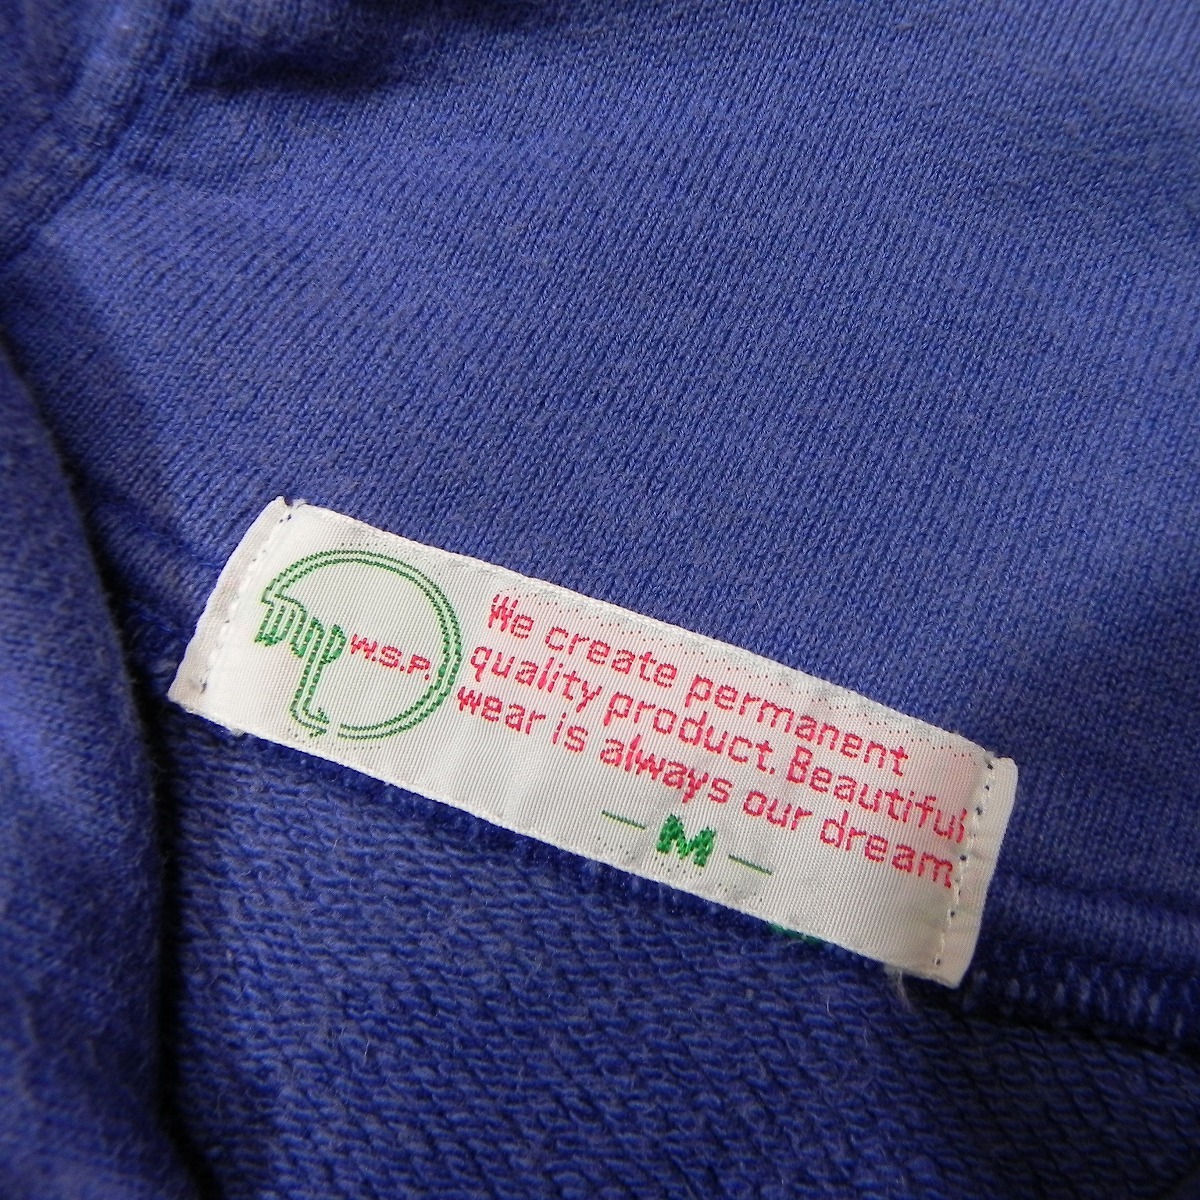 W.S.P.
We create permanent
quality product. Beautiful
wear is always our dream.
M